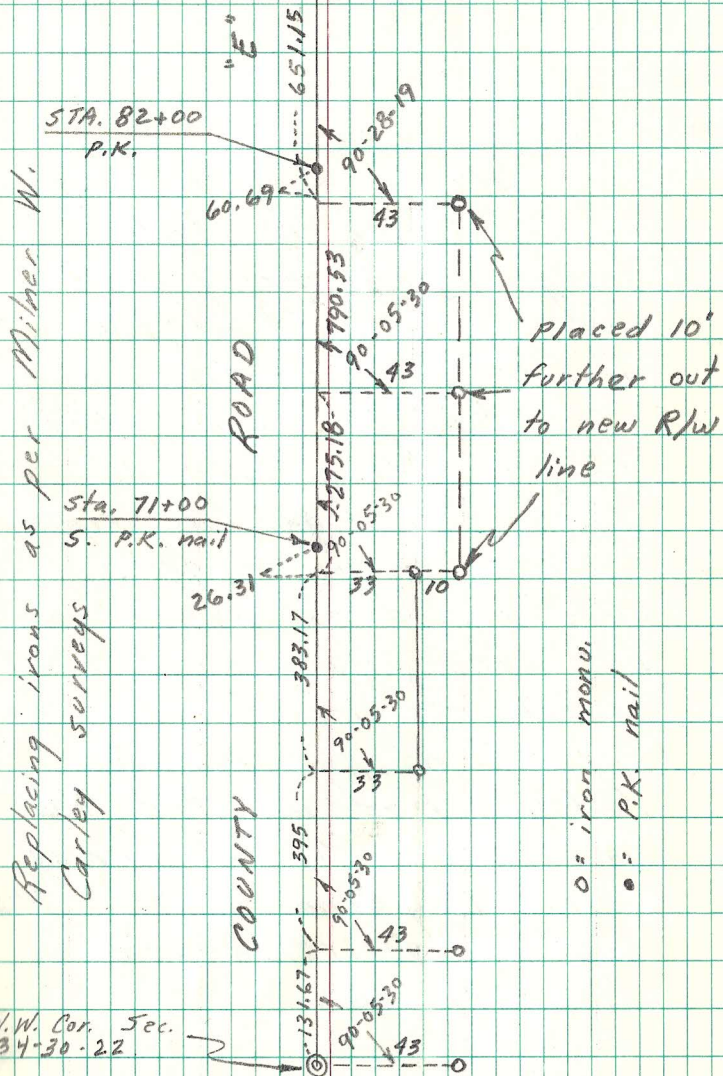 "E"
651.15
STA. 82+00
P.K.
90-28-19
60.69
43
790.53
90-05-30
43
placed 10'
further out
to new R/W
line
ROAD
275.18
Sta. 71+00
S. P.K. nail
90-05-30
26.31
33
10
383.17
90-05-30
33
Replacing irons as per Milner W.
Carley surveys
COUNTY
395
90-05-30
43
o = iron monu.
• = P.K. nail
131.67
90-05-30
43
W. Cor. Sec.
34-30-22